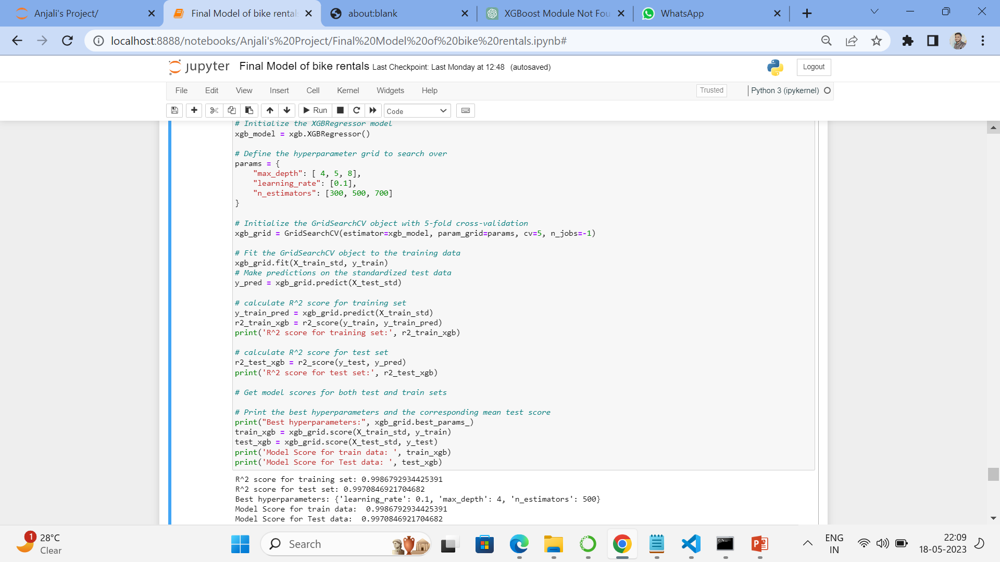 Anjali's Project/
Final Model of bike rentals
about:blank
XGBoost Module Not Fou
WhatsApp
localhost:8888/notebooks/Anjali's%20Project/Final%20Model%20of%20bike%20rentals.ipynb#
jupyter Final Model of bike rentals Last Checkpoint: Last Monday at 12:48 (autosaved)
Logout
File Edit View Insert Cell Kernel Widgets Help
Trusted
Python 3 (ipykernel)
Run
Code
# Initialize the XGBRegressor model
xgb_model = xgb.XGBRegressor()
# Define the hyperparameter grid to search over
params = {
"max_depth": [ 4, 5, 8],
"learning_rate": [0.1],
"n_estimators": [300, 500, 700]
}
# Initialize the GridSearchCV object with 5-fold cross-validation
xgb_grid = GridSearchCV(estimator=xgb_model, param_grid=params, cv=5, n_jobs=-1)
# Fit the GridSearchCV object to the training data
xgb_grid.fit(X_train_std, y_train)
# Make predictions on the standardized test data
y_pred = xgb_grid.predict(X_test_std)
# calculate R^2 score for training set
y_train_pred = xgb_grid.predict(X_train_std)
r2_train_xgb = r2_score(y_train, y_train_pred)
print('R^2 score for training set:', r2_train_xgb)
# calculate R^2 score for test set
r2_test_xgb = r2_score(y_test, y_pred)
print('R^2 score for test set:', r2_test_xgb)
# Get model scores for both test and train sets
# Print the best hyperparameters and the corresponding mean test score
print("Best hyperparameters:", xgb_grid.best_params_)
train_xgb = xgb_grid.score(X_train_std, y_train)
test_xgb = xgb_grid.score(X_test_std, y_test)
print('Model Score for train data: ', train_xgb)
print('Model Score for Test data: ', test_xgb)
R^2 score for training set: 0.9986792934425391
R^2 score for test set: 0.9970846921704682
Best hyperparameters: {'learning_rate': 0.1, 'max_depth': 4, 'n_estimators': 500}
Model Score for train data:  0.9986792934425391
Model Score for Test data:  0.9970846921704682
1
28°C
Clear
Search
ENG
IN
22:09
18-05-2023